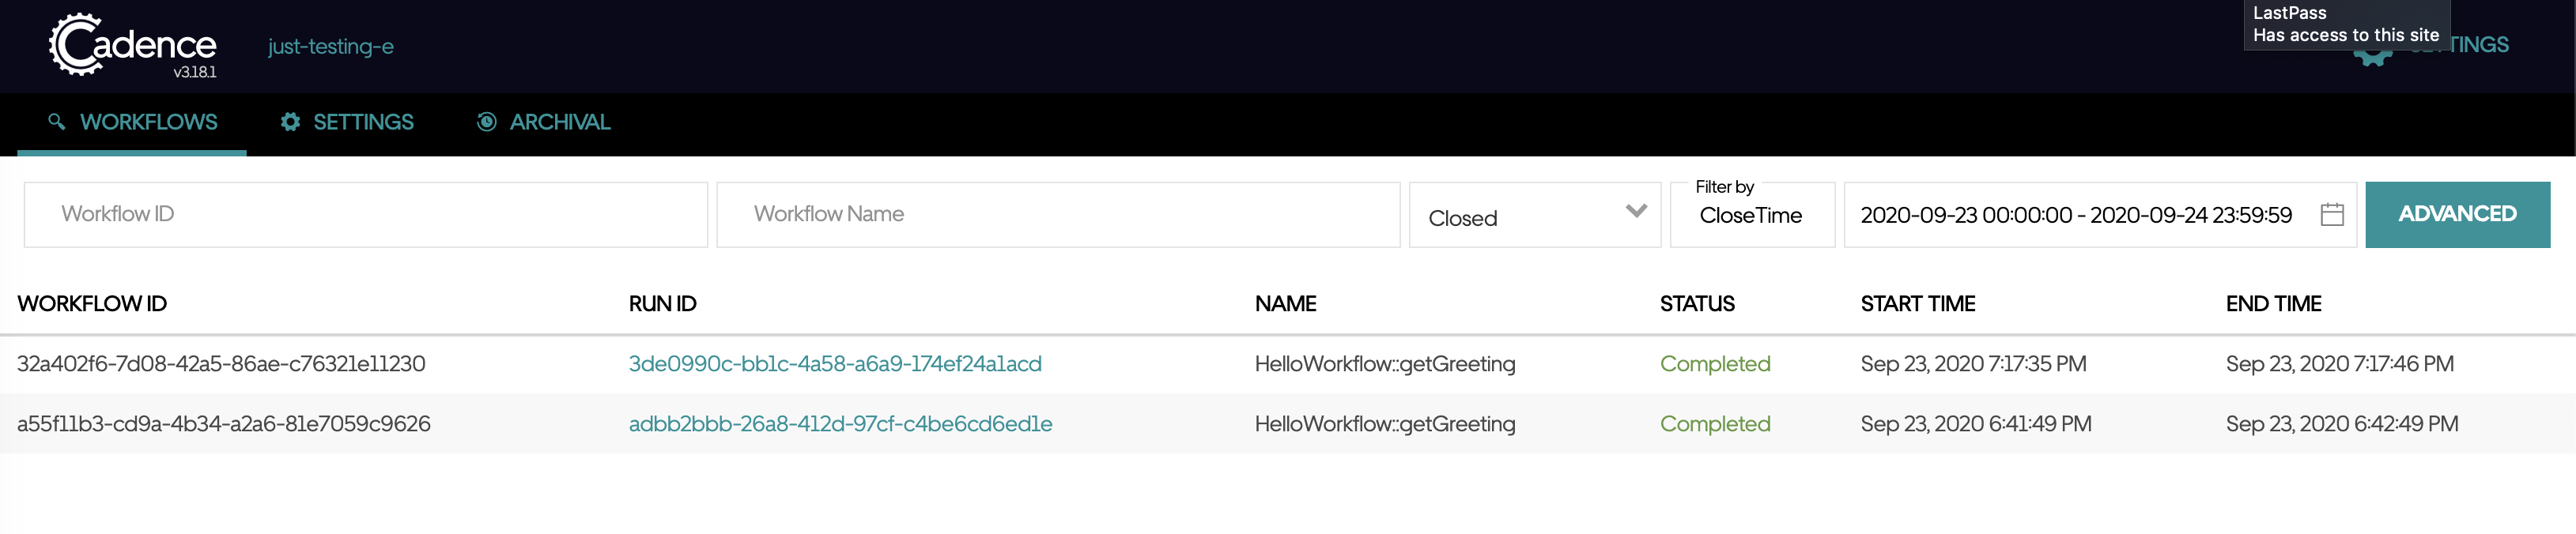 LastPass
Has access to this site
Cadence
v3.18.1
just-testing-e
SETTINGS
WORKFLOWS
SETTINGS
ARCHIVAL
Workflow ID
Workflow Name
Closed
Filter by
CloseTime
2020-09-23 00:00:00 - 2020-09-24 23:59:59
ADVANCED
WORKFLOW ID RUN ID NAME STATUS START TIME END TIME
32a402f6-7d08-42a5-86ae-c76321e11230 3de0990c-bb1c-4a58-a6a9-174ef24a1acd HelloWorkflow::getGreeting Completed Sep 23, 2020 7:17:35 PM Sep 23, 2020 7:17:46 PM
a55f11b3-cd9a-4b34-a2a6-81e7059c9626 adbb2bbb-26a8-412d-97cf-c4be6cd6ed1e HelloWorkflow::getGreeting Completed Sep 23, 2020 6:41:49 PM Sep 23, 2020 6:42:49 PM